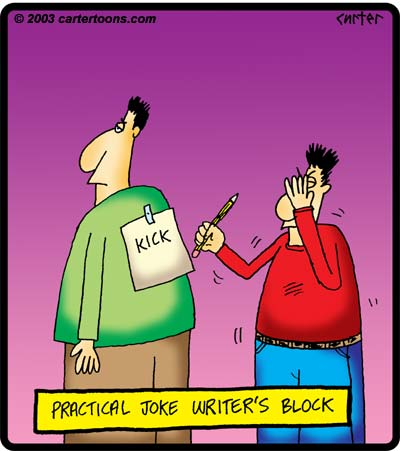 © 2003 cartertoons.com
carter
KICK
PRACTICAL JOKE WRITER'S BLOCK